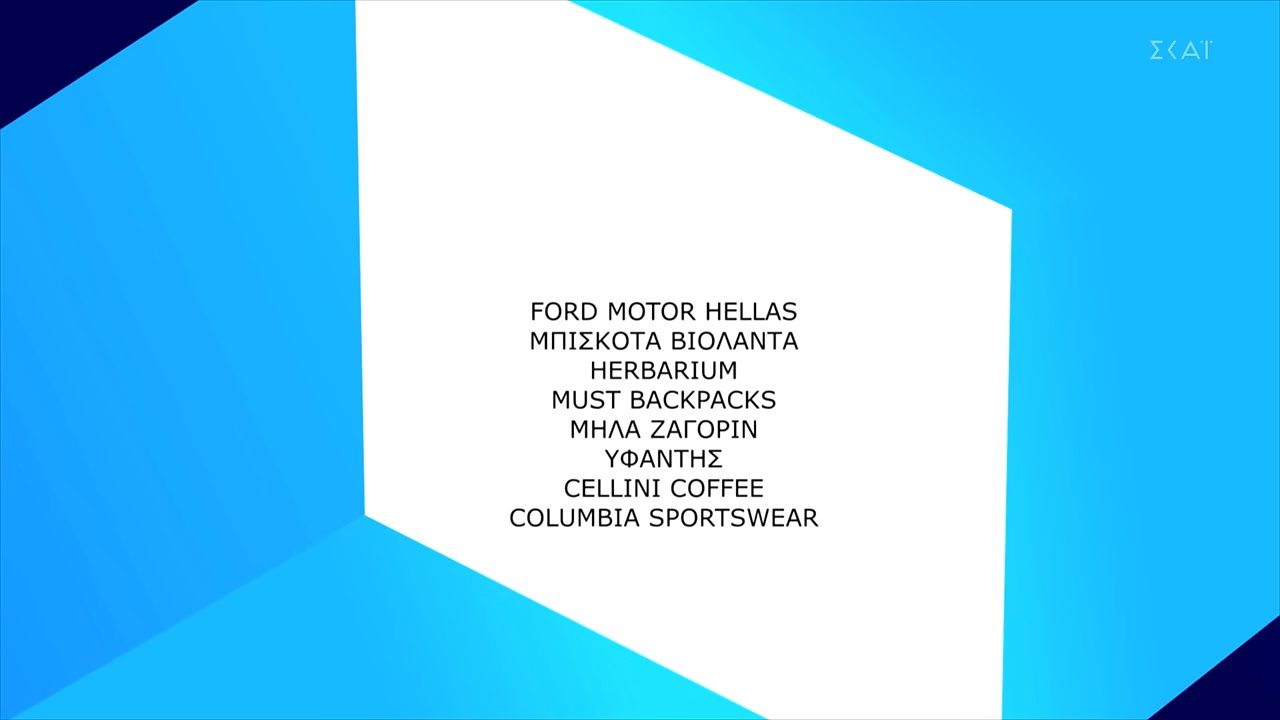 ΣΚΑΪ
FORD MOTOR HELLAS
ΜΠΙΣΚΟΤΑ ΒΙΟΛΑΝΤΑ
HERBARIUM
MUST BACKPACKS
ΜΗΛΑ ΖΑΓΟΡΙΝ
ΥΦΑΝΤΗΣ
CELLINI COFFEE
COLUMBIA SPORTSWEAR